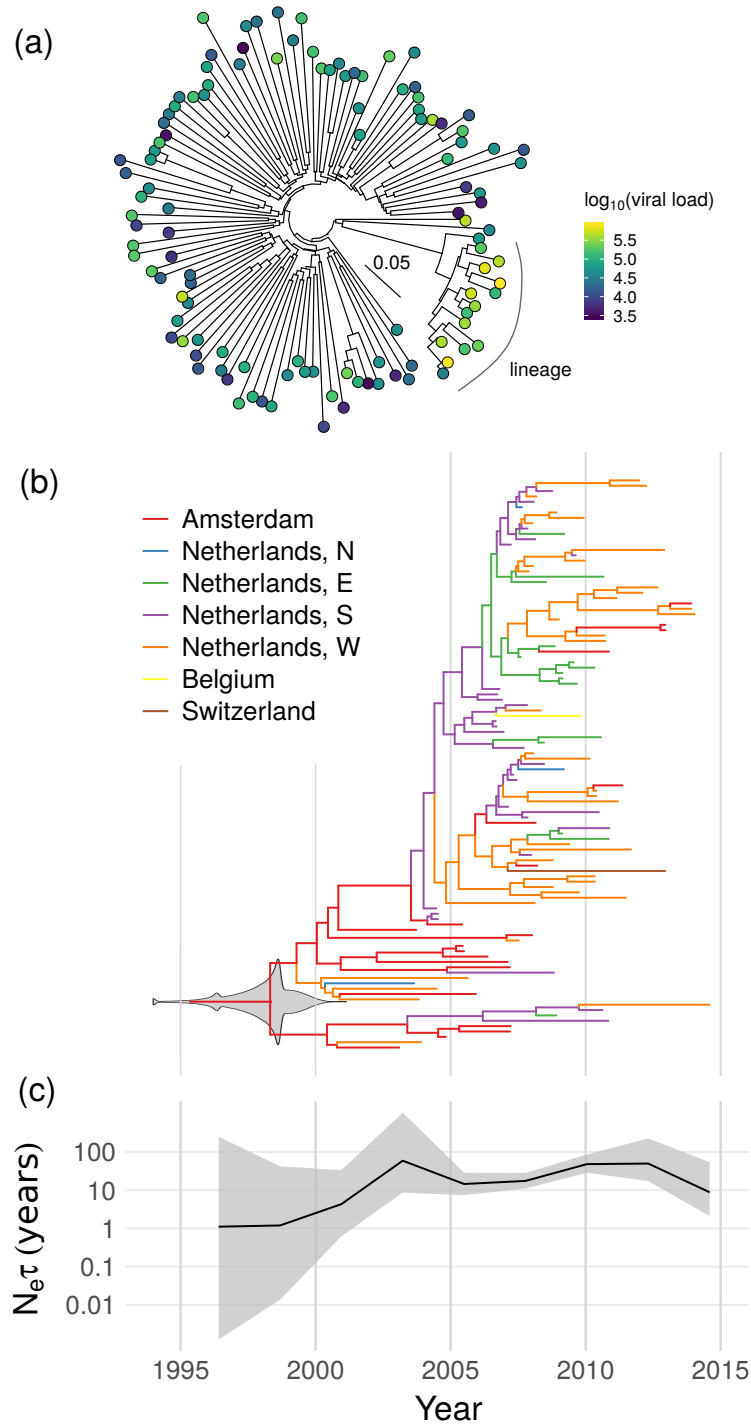 (a)
log₁₀(viral load)
5.5
5.0
4.5
4.0
3.5
0.05
lineage
(b)
Amsterdam
Netherlands, N
Netherlands, E
Netherlands, S
Netherlands, W
Belgium
Switzerland
(c)
Nₑτ (years)
100
10
1
0.1
0.01
1995 2000 2005 2010 2015
Year